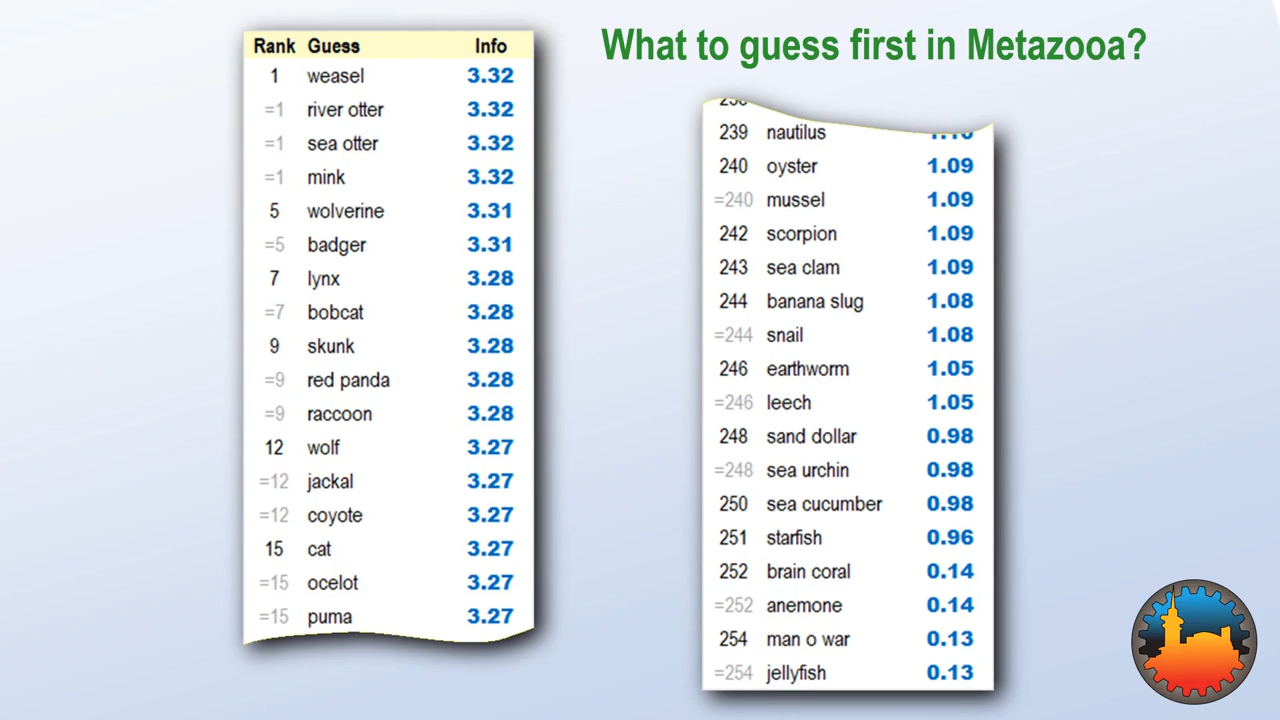 What to guess first in Metazooa?
Rank Guess Info
1 weasel 3.32
=1 river otter 3.32
=1 sea otter 3.32
=1 mink 3.32
5 wolverine 3.31
=5 badger 3.31
7 lynx 3.28
=7 bobcat 3.28
9 skunk 3.28
=9 red panda 3.28
=9 raccoon 3.28
12 wolf 3.27
=12 jackal 3.27
=12 coyote 3.27
15 cat 3.27
=15 ocelot 3.27
=15 puma 3.27
239 nautilus
240 oyster 1.09
=240 mussel 1.09
242 scorpion 1.09
243 sea clam 1.09
244 banana slug 1.08
=244 snail 1.08
246 earthworm 1.05
=246 leech 1.05
248 sand dollar 0.98
=248 sea urchin 0.98
250 sea cucumber 0.98
251 starfish 0.96
252 brain coral 0.14
=252 anemone 0.14
254 man o war 0.13
=254 jellyfish 0.13